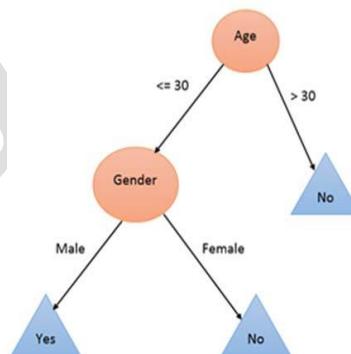 Age
<= 30
> 30
Gender
No
Male
Female
Yes
No